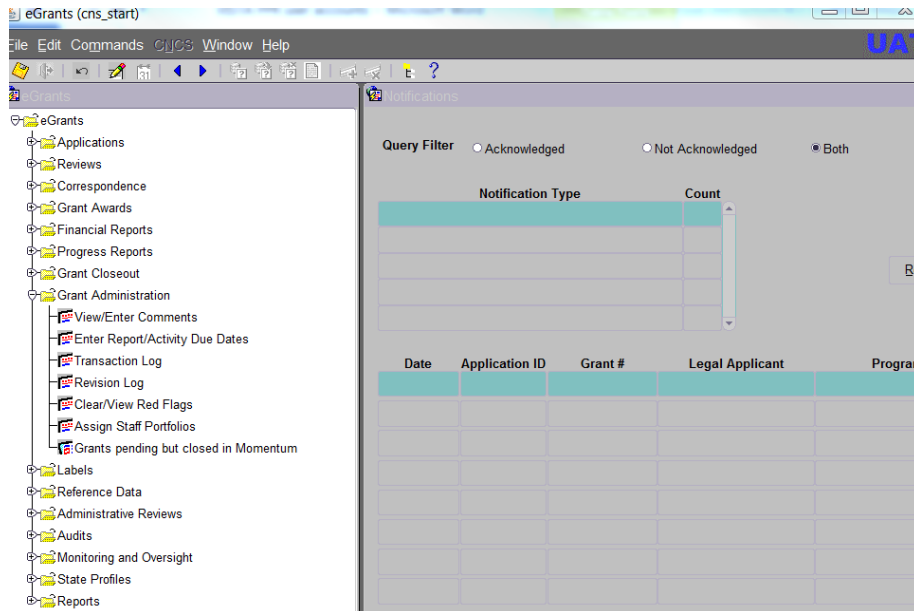 eGrants (cns_start)
File Edit Commands CNCS Window Help
UAT
eGrants
Notifications
eGrants
Applications
Reviews
Correspondence
Grant Awards
Financial Reports
Progress Reports
Grant Closeout
Grant Administration
View/Enter Comments
Enter Report/Activity Due Dates
Transaction Log
Revision Log
Clear/View Red Flags
Assign Staff Portfolios
Grants pending but closed in Momentum
Labels
Reference Data
Administrative Reviews
Audits
Monitoring and Oversight
State Profiles
Reports
Query Filter Acknowledged Not Acknowledged Both
Notification Type Count
R
Date Application ID Grant # Legal Applicant Progra